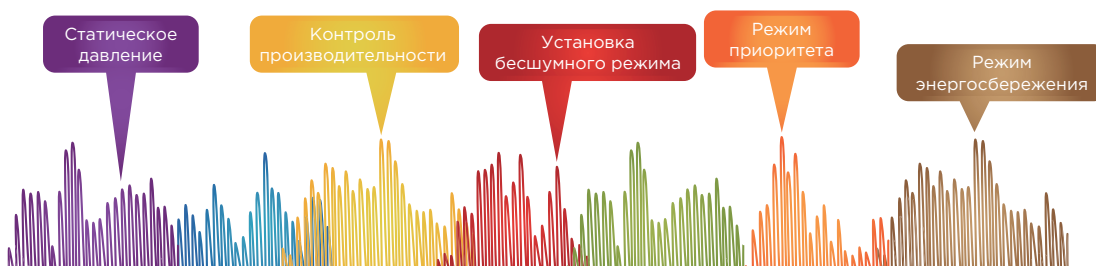 Статическое
давление
Контроль
производительности
Установка
бесшумного режима
Режим
приоритета
Режим
энергосбережения